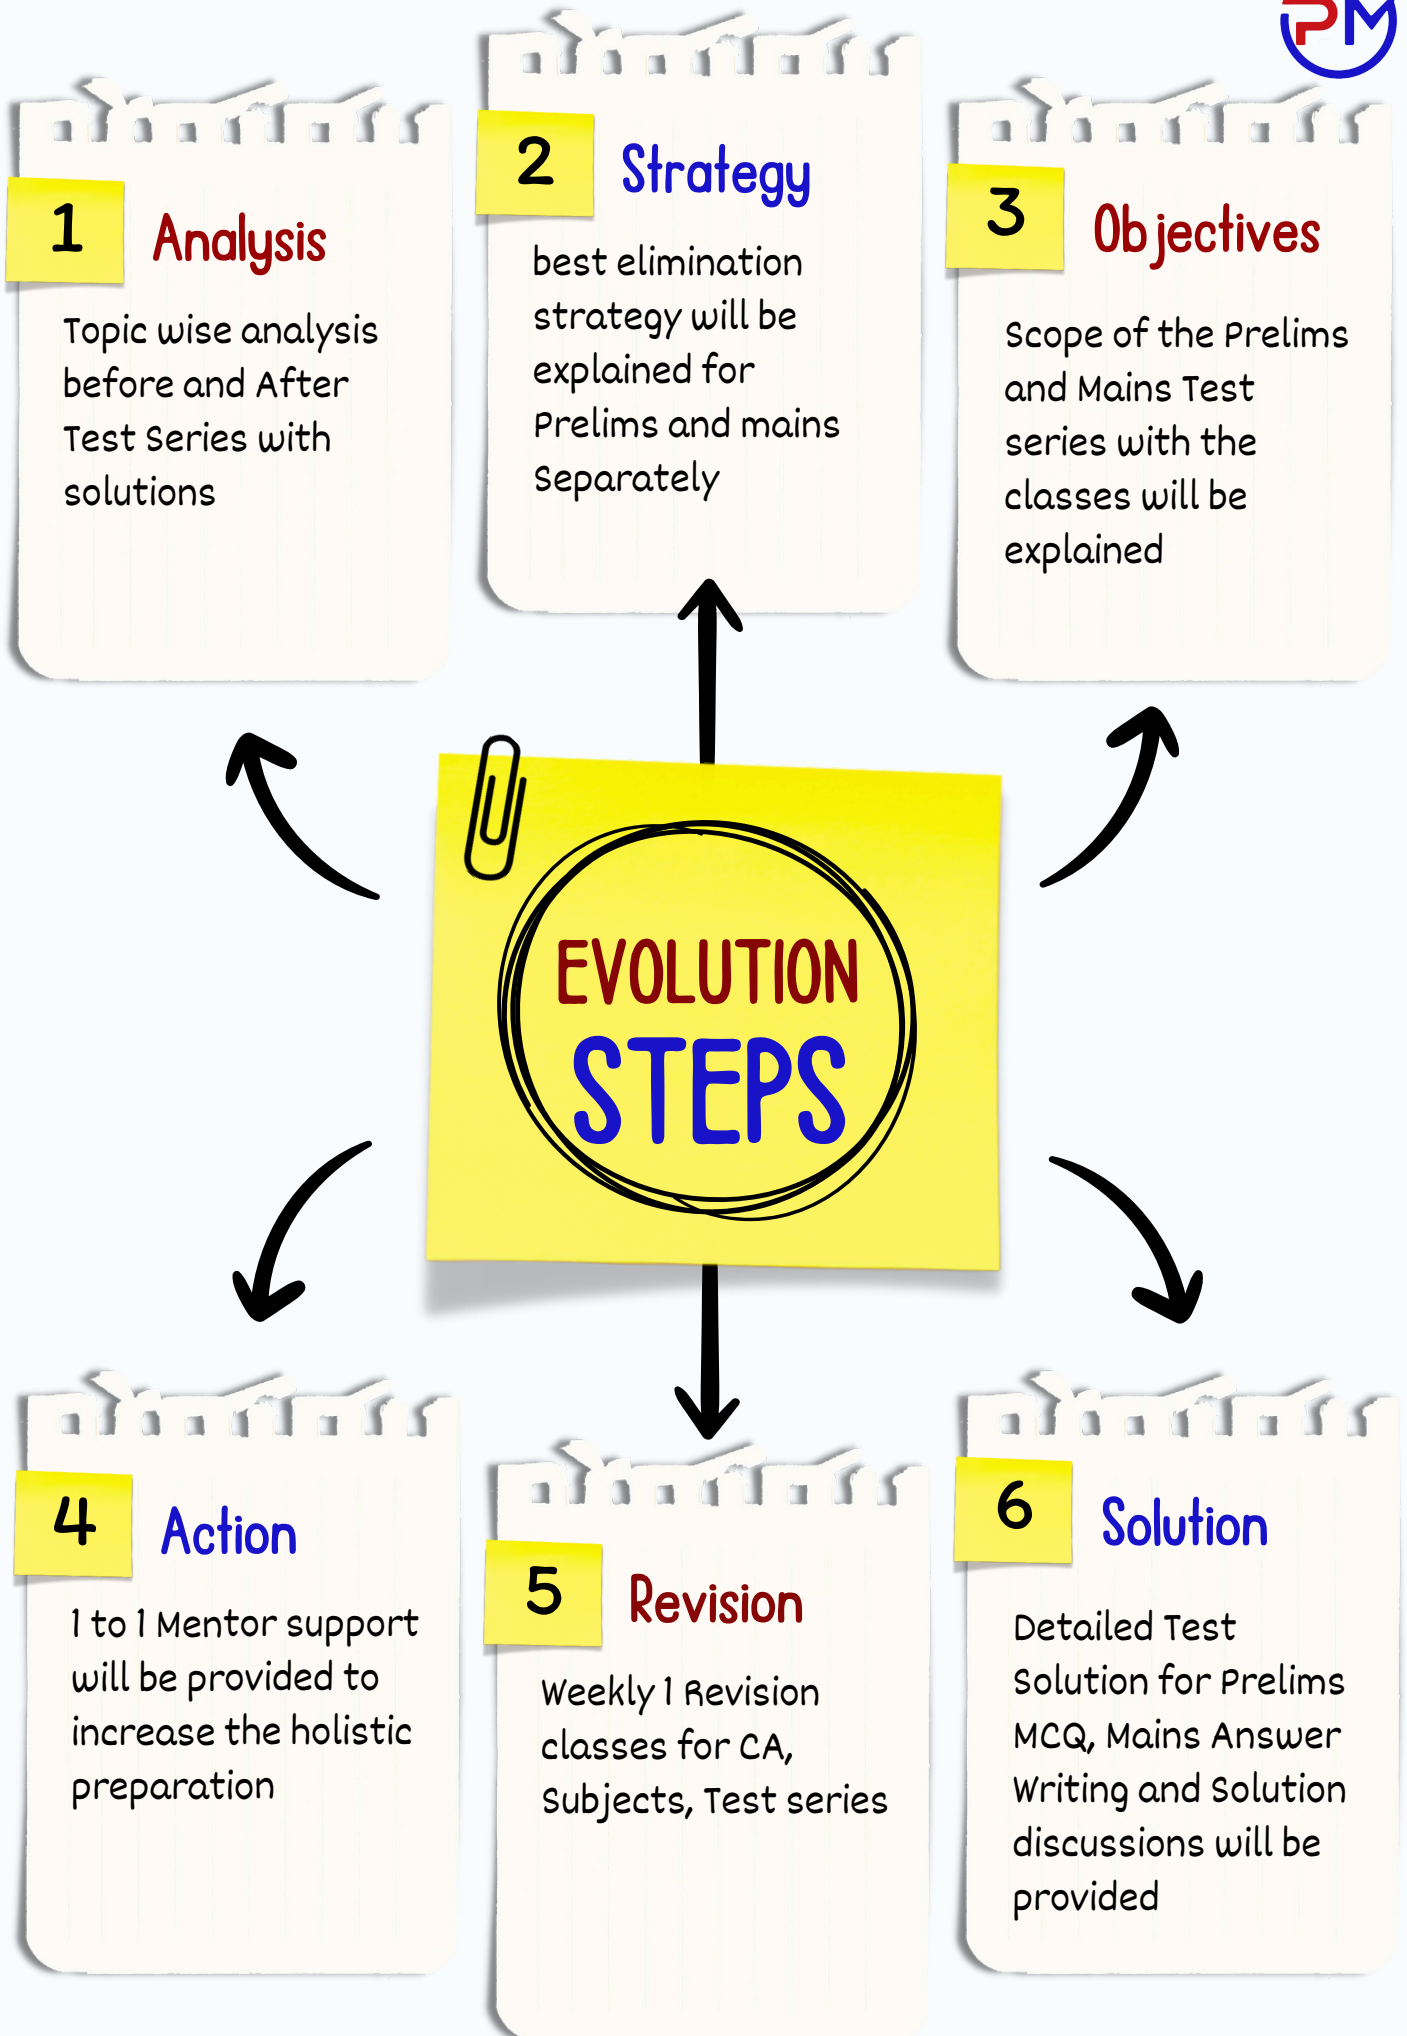 PM
1
Analysis
Topic wise analysis
before and After
Test Series with
solutions
2
Strategy
best elimination
strategy will be
explained for
Prelims and mains
Separately
3
Objectives
Scope of the Prelims
and Mains Test
series with the
classes will be
explained
EVOLUTION
STEPS
4
Action
1 to 1 Mentor support
will be provided to
increase the holistic
preparation
5
Revision
Weekly 1 Revision
classes for CA,
Subjects, Test series
6
Solution
Detailed Test
Solution for Prelims
MCQ, Mains Answer
Writing and Solution
discussions will be
provided